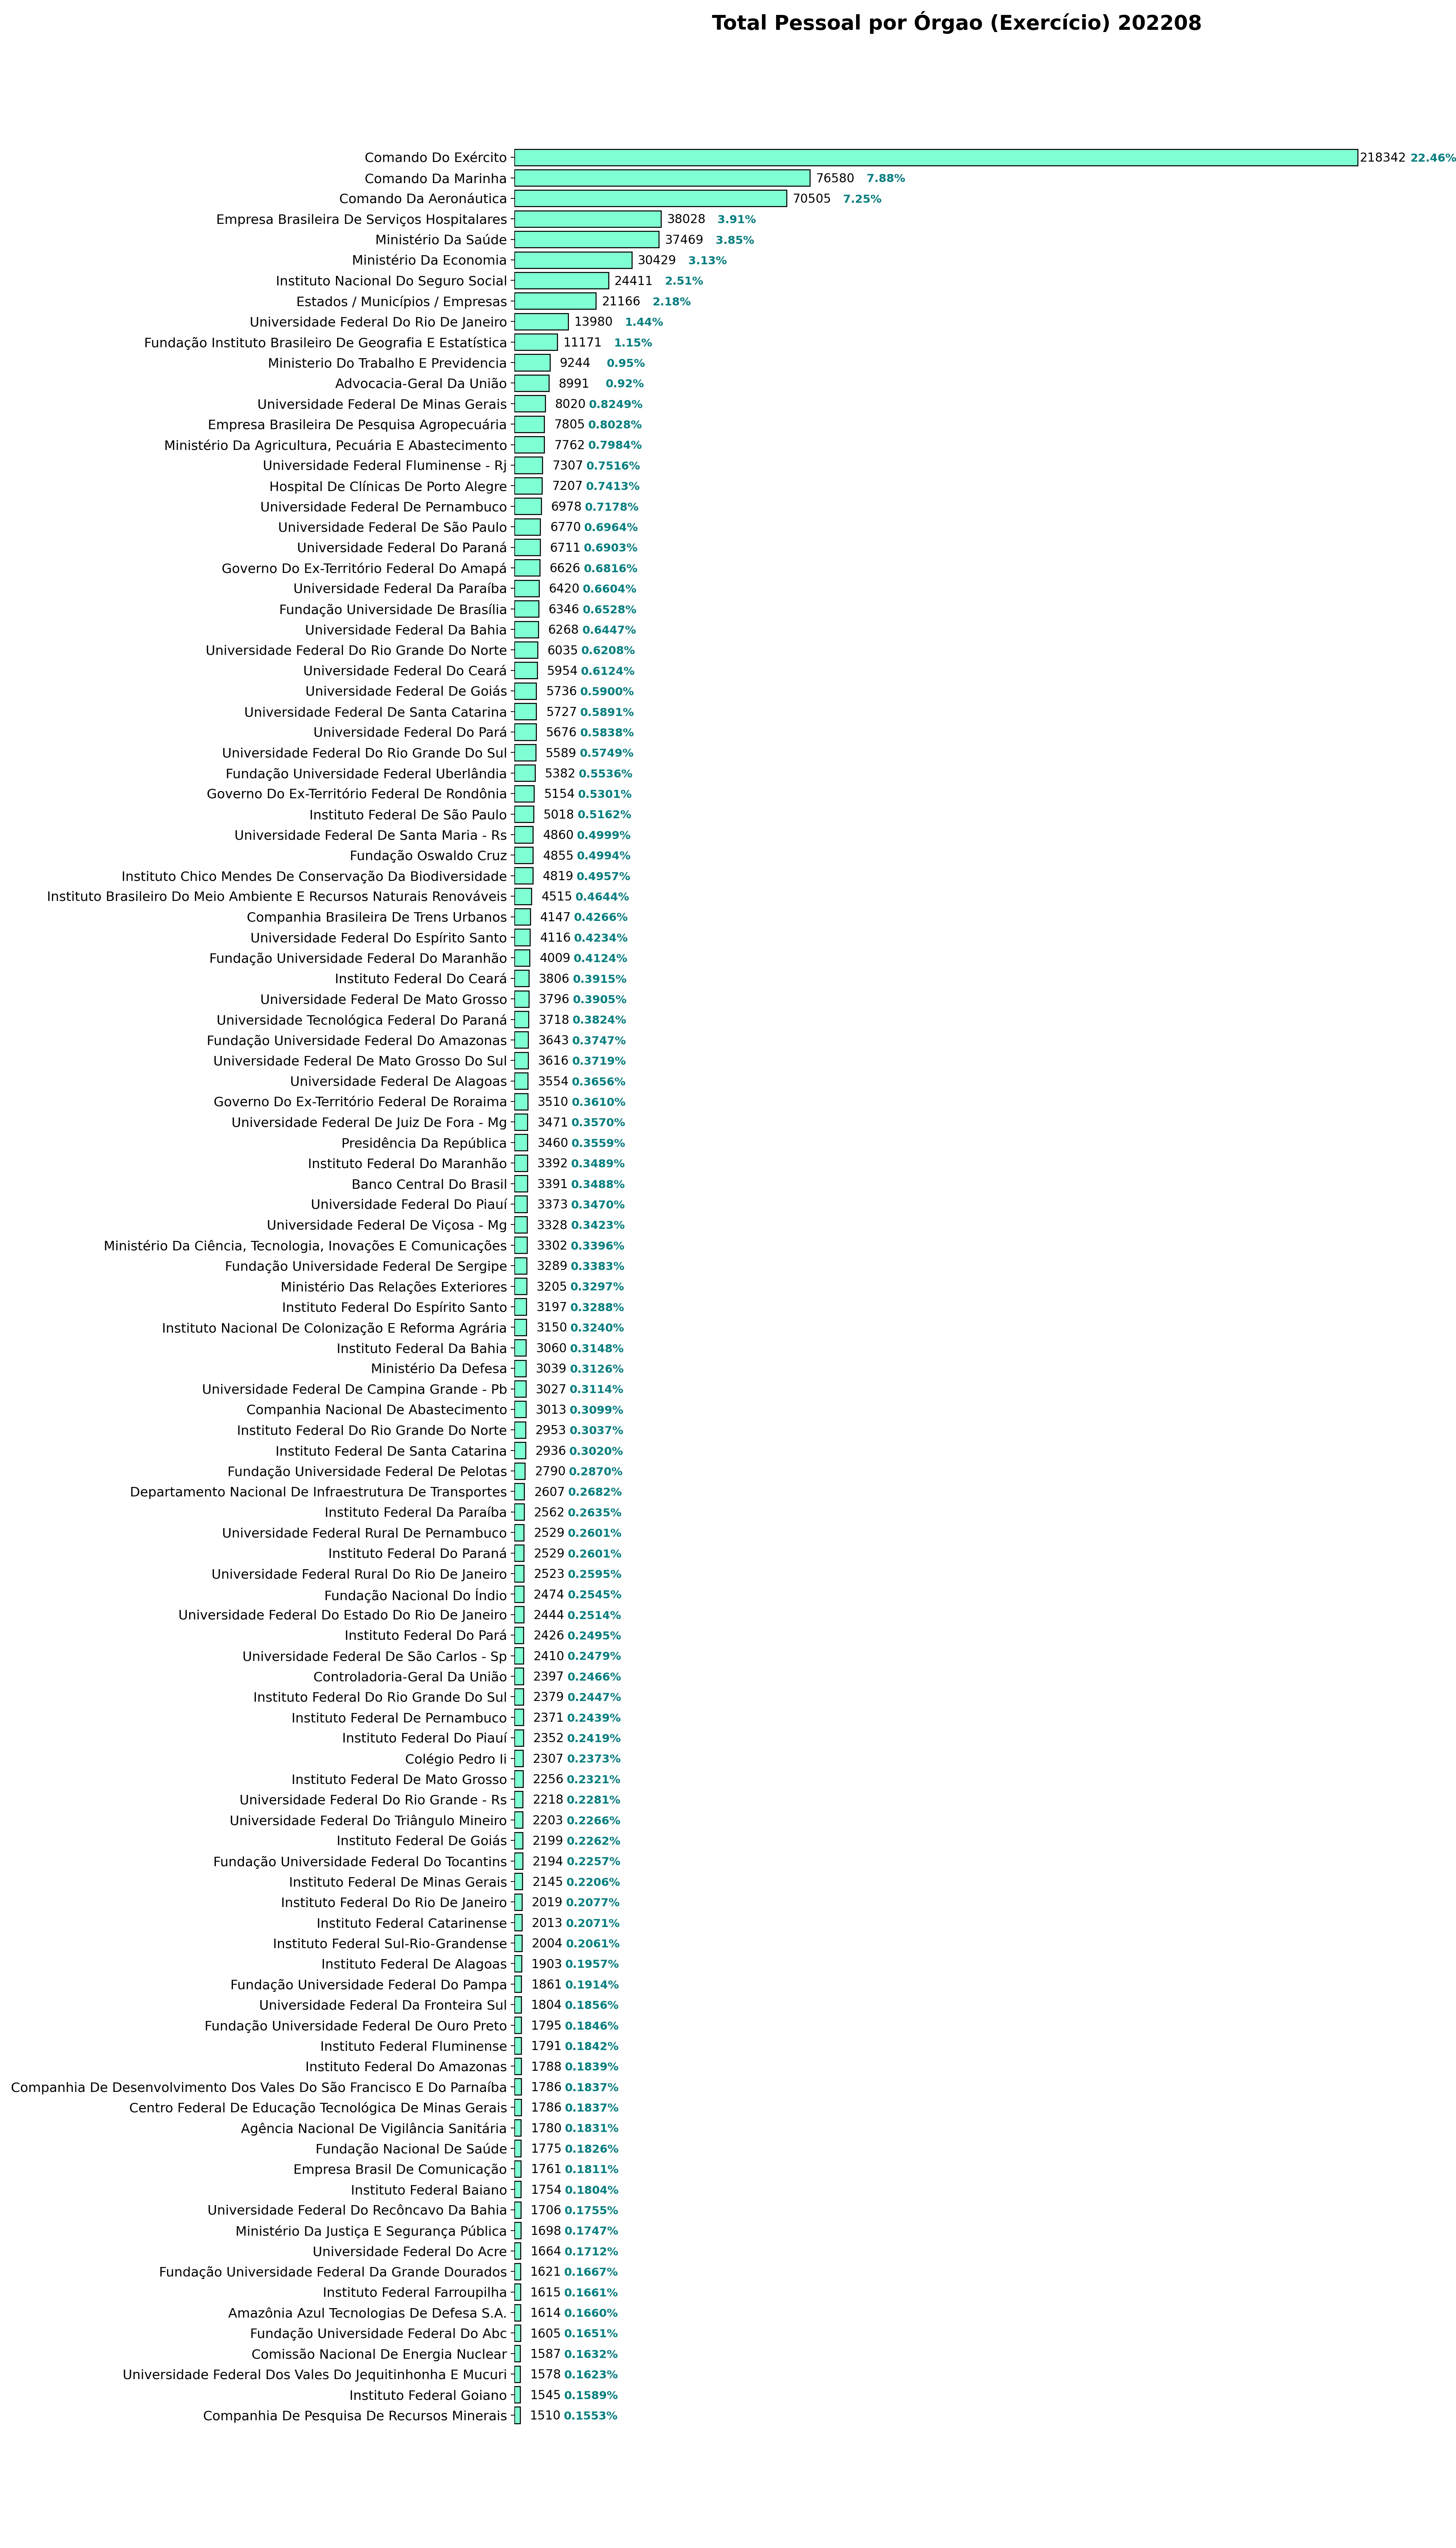 Total Pessoal por Órgao (Exercício) 202208
Comando Do Exército 218342 22.46%
Comando Da Marinha 76580 7.88%
Comando Da Aeronáutica 70505 7.25%
Empresa Brasileira De Serviços Hospitalares 38028 3.91%
Ministério Da Saúde 37469 3.85%
Ministério Da Economia 30429 3.13%
Instituto Nacional Do Seguro Social 24411 2.51%
Estados / Municípios / Empresas 21166 2.18%
Universidade Federal Do Rio De Janeiro 13980 1.44%
Fundação Instituto Brasileiro De Geografia E Estatística 11171 1.15%
Ministerio Do Trabalho E Previdencia 9244 0.95%
Advocacia-Geral Da União 8991 0.92%
Universidade Federal De Minas Gerais 8020 0.8249%
Empresa Brasileira De Pesquisa Agropecuária 7805 0.8028%
Ministério Da Agricultura, Pecuária E Abastecimento 7762 0.7984%
Universidade Federal Fluminense - Rj 7307 0.7516%
Hospital De Clínicas De Porto Alegre 7207 0.7413%
Universidade Federal De Pernambuco 6978 0.7178%
Universidade Federal De São Paulo 6770 0.6964%
Universidade Federal Do Paraná 6711 0.6903%
Governo Do Ex-Território Federal Do Amapá 6626 0.6816%
Universidade Federal Da Paraíba 6420 0.6604%
Fundação Universidade De Brasília 6346 0.6528%
Universidade Federal Da Bahia 6268 0.6447%
Universidade Federal Do Rio Grande Do Norte 6035 0.6208%
Universidade Federal Do Ceará 5954 0.6124%
Universidade Federal De Goiás 5736 0.5900%
Universidade Federal De Santa Catarina 5727 0.5891%
Universidade Federal Do Pará 5676 0.5838%
Universidade Federal Do Rio Grande Do Sul 5589 0.5749%
Fundação Universidade Federal Uberlândia 5382 0.5536%
Governo Do Ex-Território Federal De Rondônia 5154 0.5301%
Instituto Federal De São Paulo 5018 0.5162%
Universidade Federal De Santa Maria - Rs 4860 0.4999%
Fundação Oswaldo Cruz 4855 0.4994%
Instituto Chico Mendes De Conservação Da Biodiversidade 4819 0.4957%
Instituto Brasileiro Do Meio Ambiente E Recursos Naturais Renováveis 4515 0.4644%
Companhia Brasileira De Trens Urbanos 4147 0.4266%
Universidade Federal Do Espírito Santo 4116 0.4234%
Fundação Universidade Federal Do Maranhão 4009 0.4124%
Instituto Federal Do Ceará 3806 0.3915%
Universidade Federal De Mato Grosso 3796 0.3905%
Universidade Tecnológica Federal Do Paraná 3718 0.3824%
Fundação Universidade Federal Do Amazonas 3643 0.3747%
Universidade Federal De Mato Grosso Do Sul 3616 0.3719%
Universidade Federal De Alagoas 3554 0.3656%
Governo Do Ex-Território Federal De Roraima 3510 0.3610%
Universidade Federal De Juiz De Fora - Mg 3471 0.3570%
Presidência Da República 3460 0.3559%
Instituto Federal Do Maranhão 3392 0.3489%
Banco Central Do Brasil 3391 0.3488%
Universidade Federal Do Piauí 3373 0.3470%
Universidade Federal De Viçosa - Mg 3328 0.3423%
Ministério Da Ciência, Tecnologia, Inovações E Comunicações 3302 0.3396%
Fundação Universidade Federal De Sergipe 3289 0.3383%
Ministério Das Relações Exteriores 3205 0.3297%
Instituto Federal Do Espírito Santo 3197 0.3288%
Instituto Nacional De Colonização E Reforma Agrária 3150 0.3240%
Instituto Federal Da Bahia 3060 0.3148%
Ministério Da Defesa 3039 0.3126%
Universidade Federal De Campina Grande - Pb 3027 0.3114%
Companhia Nacional De Abastecimento 3013 0.3099%
Instituto Federal Do Rio Grande Do Norte 2953 0.3037%
Instituto Federal De Santa Catarina 2936 0.3020%
Fundação Universidade Federal De Pelotas 2790 0.2870%
Departamento Nacional De Infraestrutura De Transportes 2607 0.2682%
Instituto Federal Da Paraíba 2562 0.2635%
Universidade Federal Rural De Pernambuco 2529 0.2601%
Instituto Federal Do Paraná 2529 0.2601%
Universidade Federal Rural Do Rio De Janeiro 2523 0.2595%
Fundação Nacional Do Índio 2474 0.2545%
Universidade Federal Do Estado Do Rio De Janeiro 2444 0.2514%
Instituto Federal Do Pará 2426 0.2495%
Universidade Federal De São Carlos - Sp 2410 0.2479%
Controladoria-Geral Da União 2397 0.2466%
Instituto Federal Do Rio Grande Do Sul 2379 0.2447%
Instituto Federal De Pernambuco 2371 0.2439%
Instituto Federal Do Piauí 2352 0.2419%
Colégio Pedro Ii 2307 0.2373%
Instituto Federal De Mato Grosso 2256 0.2321%
Universidade Federal Do Rio Grande - Rs 2218 0.2281%
Universidade Federal Do Triângulo Mineiro 2203 0.2266%
Instituto Federal De Goiás 2199 0.2262%
Fundação Universidade Federal Do Tocantins 2194 0.2257%
Instituto Federal De Minas Gerais 2145 0.2206%
Instituto Federal Do Rio De Janeiro 2019 0.2077%
Instituto Federal Catarinense 2013 0.2071%
Instituto Federal Sul-Rio-Grandense 2004 0.2061%
Instituto Federal De Alagoas 1903 0.1957%
Fundação Universidade Federal Do Pampa 1861 0.1914%
Universidade Federal Da Fronteira Sul 1804 0.1856%
Fundação Universidade Federal De Ouro Preto 1795 0.1846%
Instituto Federal Fluminense 1791 0.1842%
Instituto Federal Do Amazonas 1788 0.1839%
Companhia De Desenvolvimento Dos Vales Do São Francisco E Do Parnaíba 1786 0.1837%
Centro Federal De Educação Tecnológica De Minas Gerais 1786 0.1837%
Agência Nacional De Vigilância Sanitária 1780 0.1831%
Fundação Nacional De Saúde 1775 0.1826%
Empresa Brasil De Comunicação 1761 0.1811%
Instituto Federal Baiano 1754 0.1804%
Universidade Federal Do Recôncavo Da Bahia 1706 0.1755%
Ministério Da Justiça E Segurança Pública 1698 0.1747%
Universidade Federal Do Acre 1664 0.1712%
Fundação Universidade Federal Da Grande Dourados 1621 0.1667%
Instituto Federal Farroupilha 1615 0.1661%
Amazônia Azul Tecnologias De Defesa S.A. 1614 0.1660%
Fundação Universidade Federal Do Abc 1605 0.1651%
Comissão Nacional De Energia Nuclear 1587 0.1632%
Universidade Federal Dos Vales Do Jequitinhonha E Mucuri 1578 0.1623%
Instituto Federal Goiano 1545 0.1589%
Companhia De Pesquisa De Recursos Minerais 1510 0.1553%